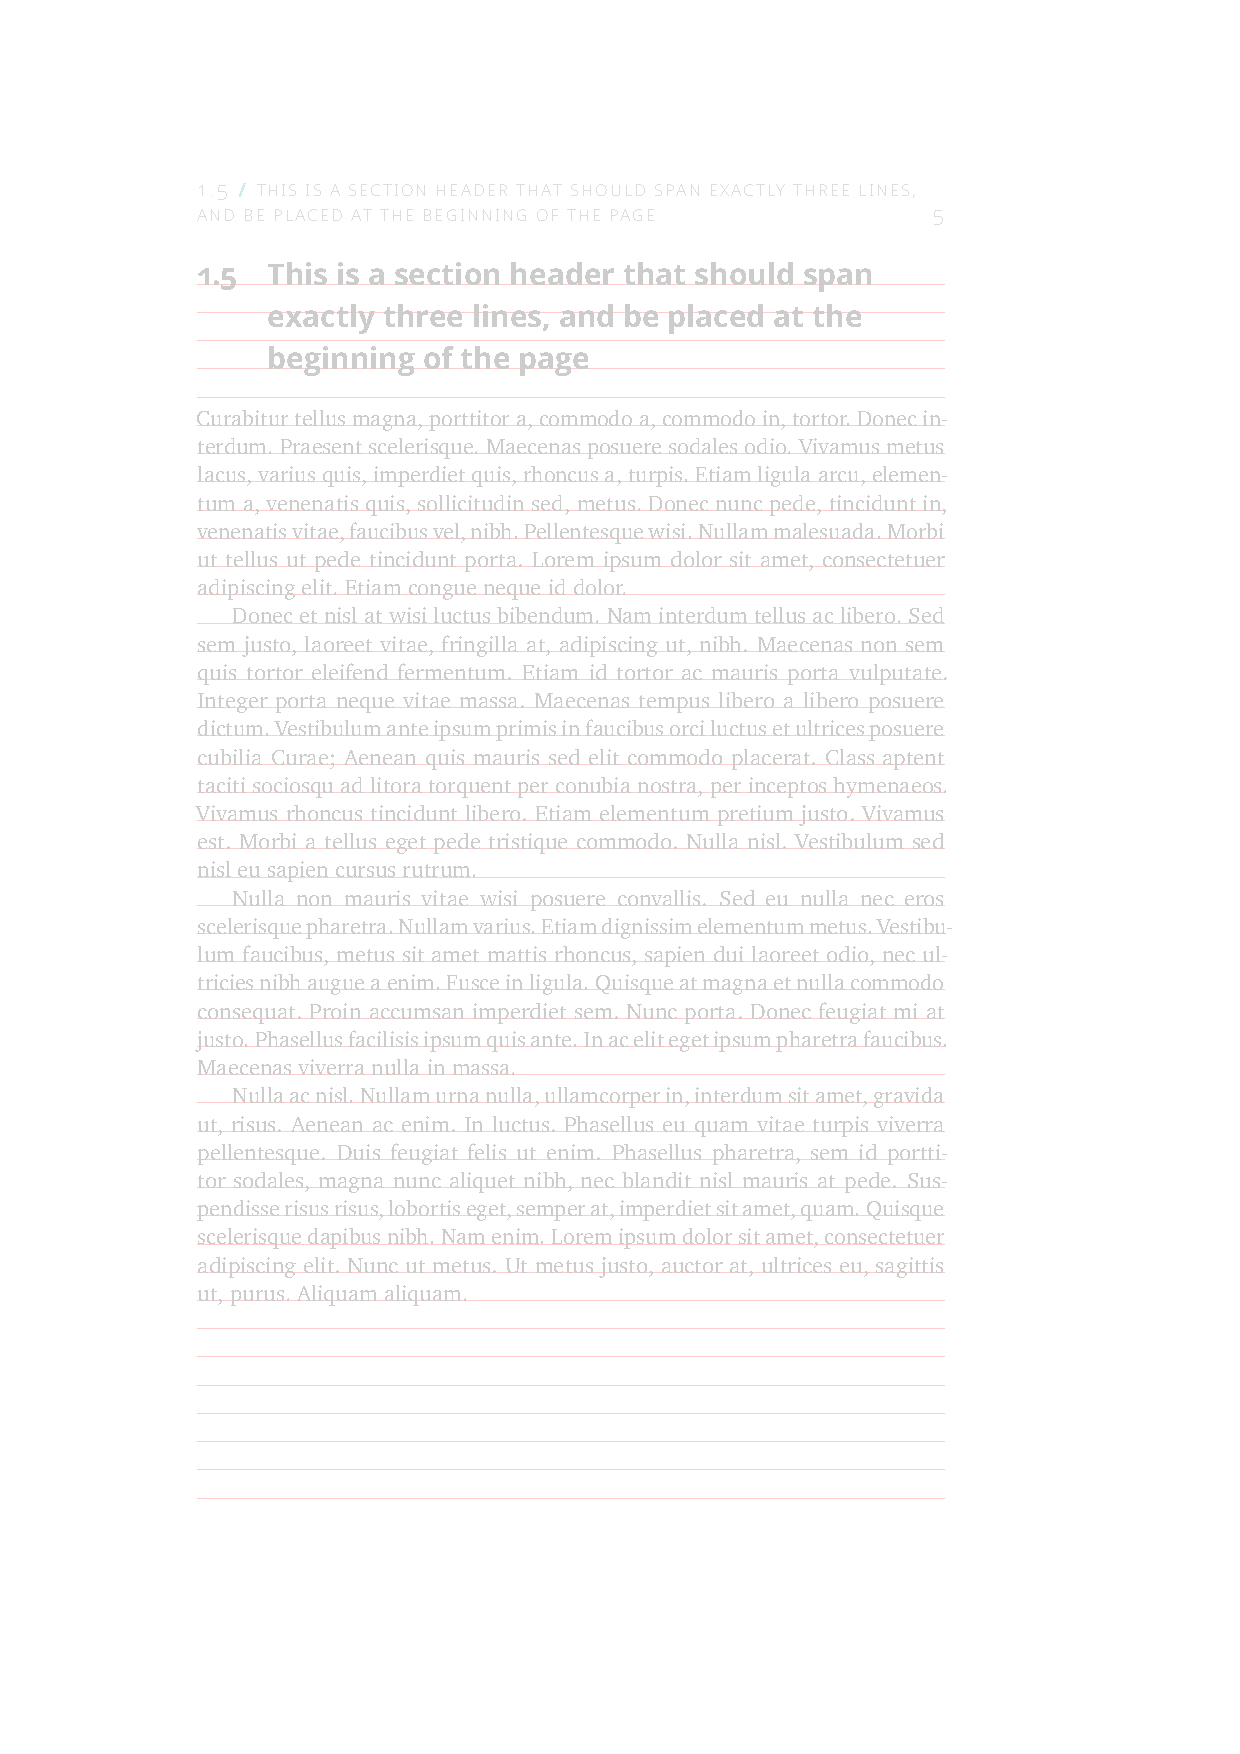 1.5 / THIS IS A SECTION HEADER THAT SHOULD SPAN EXACTLY THREE LINES,
AND BE PLACED AT THE BEGINNING OF THE PAGE 5
1.5 This is a section header that should span
exactly three lines, and be placed at the
beginning of the page
Curabitur tellus magna, porttitor a, commodo a, commodo in, tortor. Donec in-
terdum. Praesent scelerisque. Maecenas posuere sodales odio. Vivamus metus
lacus, varius quis, imperdiet quis, rhoncus a, turpis. Etiam ligula arcu, elemen-
tum a, venenatis quis, sollicitudin sed, metus. Donec nunc pede, tincidunt in,
venenatis vitae, faucibus vel, nibh. Pellentesque wisi. Nullam malesuada. Morbi
ut tellus ut pede tincidunt porta. Lorem ipsum dolor sit amet, consectetuer
adipiscing elit. Etiam congue neque id dolor.
Donec et nisl at wisi luctus bibendum. Nam interdum tellus ac libero. Sed
sem justo, laoreet vitae, fringilla at, adipiscing ut, nibh. Maecenas non sem
quis tortor eleifend fermentum. Etiam id tortor ac mauris porta vulputate.
Integer porta neque vitae massa. Maecenas tempus libero a libero posuere
dictum. Vestibulum ante ipsum primis in faucibus orci luctus et ultrices posuere
cubilia Curae; Aenean quis mauris sed elit commodo placerat. Class aptent
taciti sociosqu ad litora torquent per conubia nostra, per inceptos hymenaeos.
Vivamus rhoncus tincidunt libero. Etiam elementum pretium justo. Vivamus
est. Morbi a tellus eget pede tristique commodo. Nulla nisl. Vestibulum sed
nisl eu sapien cursus rutrum.
Nulla non mauris vitae wisi posuere convallis. Sed eu nulla nec eros
scelerisque pharetra. Nullam varius. Etiam dignissim elementum metus. Vestibu-
lum faucibus, metus sit amet mattis rhoncus, sapien dui laoreet odio, nec ul-
tricies nibh augue a enim. Fusce in ligula. Quisque at magna et nulla commodo
consequat. Proin accumsan imperdiet sem. Nunc porta. Donec feugiat mi at
justo. Phasellus facilisis ipsum quis ante. In ac elit eget ipsum pharetra faucibus.
Maecenas viverra nulla in massa.
Nulla ac nisl. Nullam urna nulla, ullamcorper in, interdum sit amet, gravida
ut, risus. Aenean ac enim. In luctus. Phasellus eu quam vitae turpis viverra
pellentesque. Duis feugiat felis ut enim. Phasellus pharetra, sem id portti-
tor sodales, magna nunc aliquet nibh, nec blandit nisl mauris at pede. Sus-
pendisse risus risus, lobortis eget, semper at, imperdiet sit amet, quam. Quisque
scelerisque dapibus nibh. Nam enim. Lorem ipsum dolor sit amet, consectetuer
adipiscing elit. Nunc ut metus. Ut metus justo, auctor at, ultrices eu, sagittis
ut, purus. Aliquam aliquam.